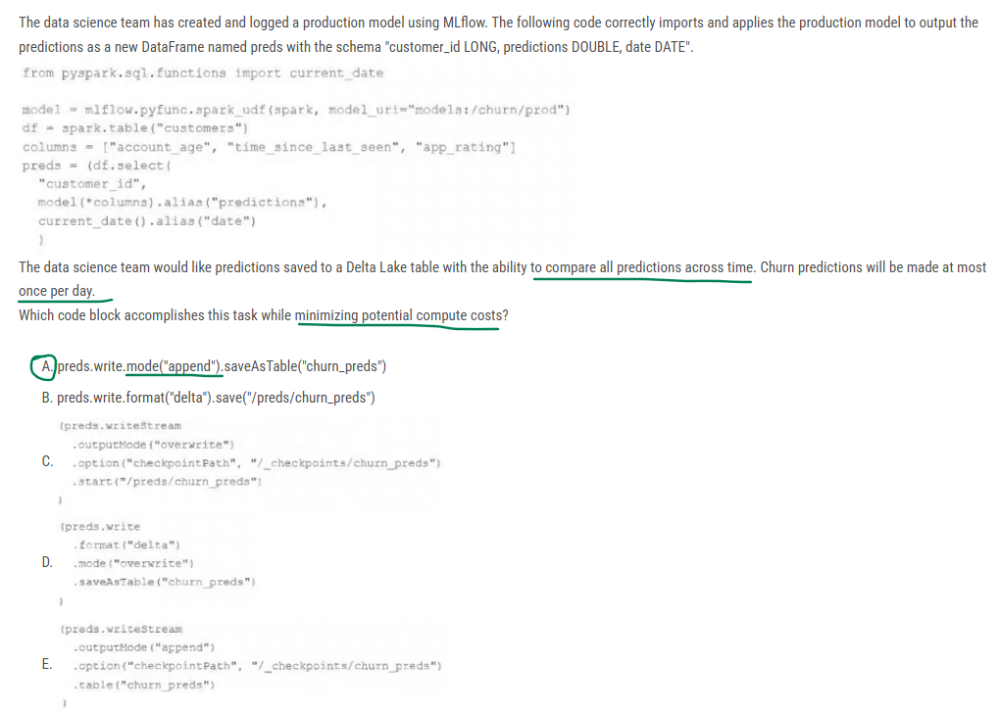 The data science team has created and logged a production model using MLflow. The following code correctly imports and applies the production model to output the
predictions as a new DataFrame named preds with the schema "customer_id LONG, predictions DOUBLE, date DATE".
from pyspark.sql.functions import current_date
model = mlflow.pyfunc.spark_udf(spark, model_uri="models:/churn/prod")
df = spark.table("customers")
columns = ["account_age", "time_since_last_seen", "app_rating"]
preds = (df.select(
"customer_id",
model(*columns).alias("predictions"),
current_date().alias("date")
)
The data science team would like predictions saved to a Delta Lake table with the ability to compare all predictions across time. Churn predictions will be made at most
once per day.
Which code block accomplishes this task while minimizing potential compute costs?
A. preds.write.mode("append").saveAsTable("churn_preds")
B. preds.write.format("delta").save("/preds/churn_preds")
C.
(preds.writeStream
.outputMode("overwrite")
.option("checkpointPath", "/_checkpoints/churn_preds")
.start("/preds/churn_preds")
)
D.
(preds.write
.format("delta")
.mode("overwrite")
.saveAsTable("churn_preds")
)
E.
(preds.writeStream
.outputMode("append")
.option("checkpointPath", "/_checkpoints/churn_preds")
.table("churn_preds")
)